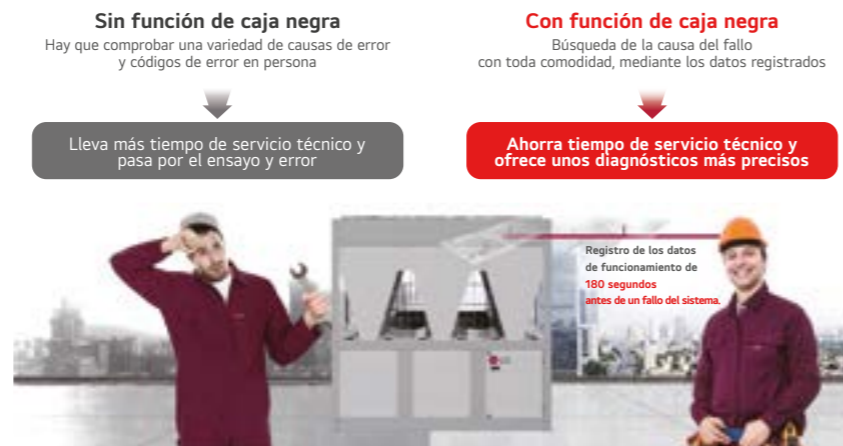 Sin función de caja negra
Hay que comprobar una variedad de causas de error
y códigos de error en persona
Lleva más tiempo de servicio técnico y
pasa por el ensayo y error
Con función de caja negra
Búsqueda de la causa del fallo
con toda comodidad, mediante los datos registrados
Ahorra tiempo de servicio técnico y
ofrece unos diagnósticos más precisos
Registro de los datos
de funcionamiento de
180 segundos
antes de un fallo del sistema.